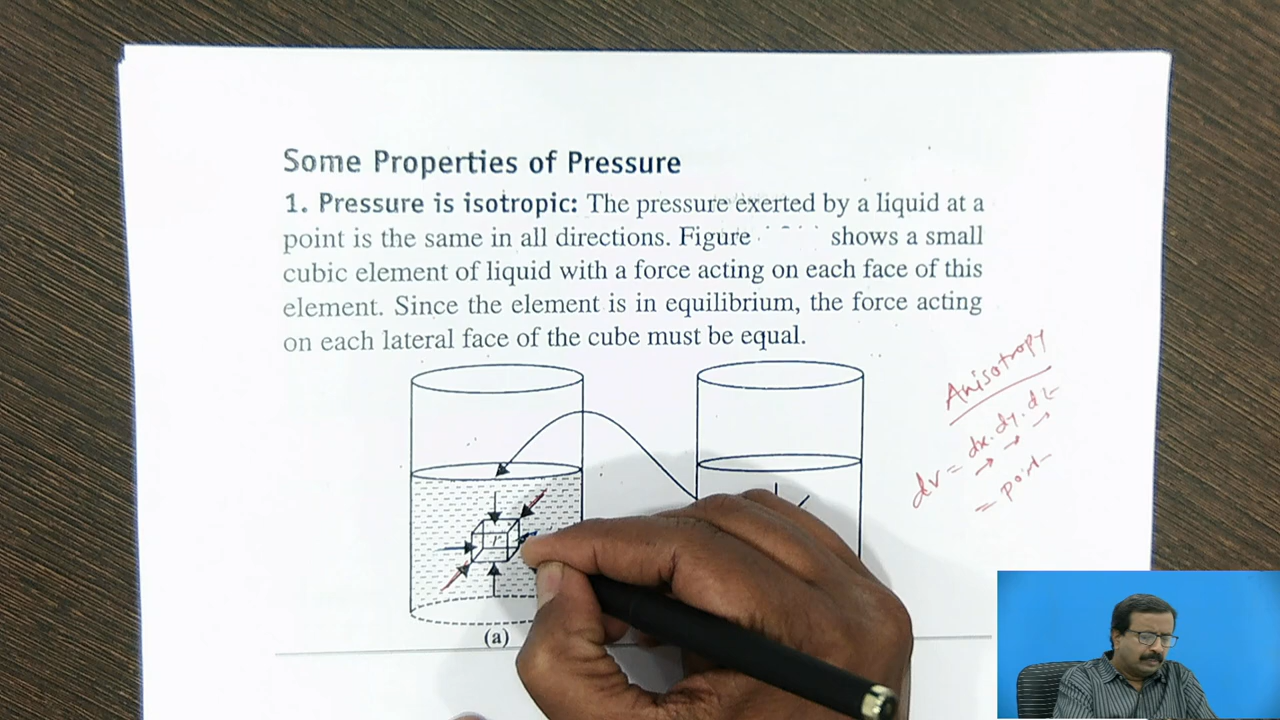 Some Properties of Pressure
1. Pressure is isotropic: The pressure exerted by a liquid at a
point is the same in all directions. Figure shows a small
cubic element of liquid with a force acting on each face of this
element. Since the element is in equilibrium, the force acting
on each lateral face of the cube must be equal.
Anisotropy
dv = dx. dy. dz
= point
(a)